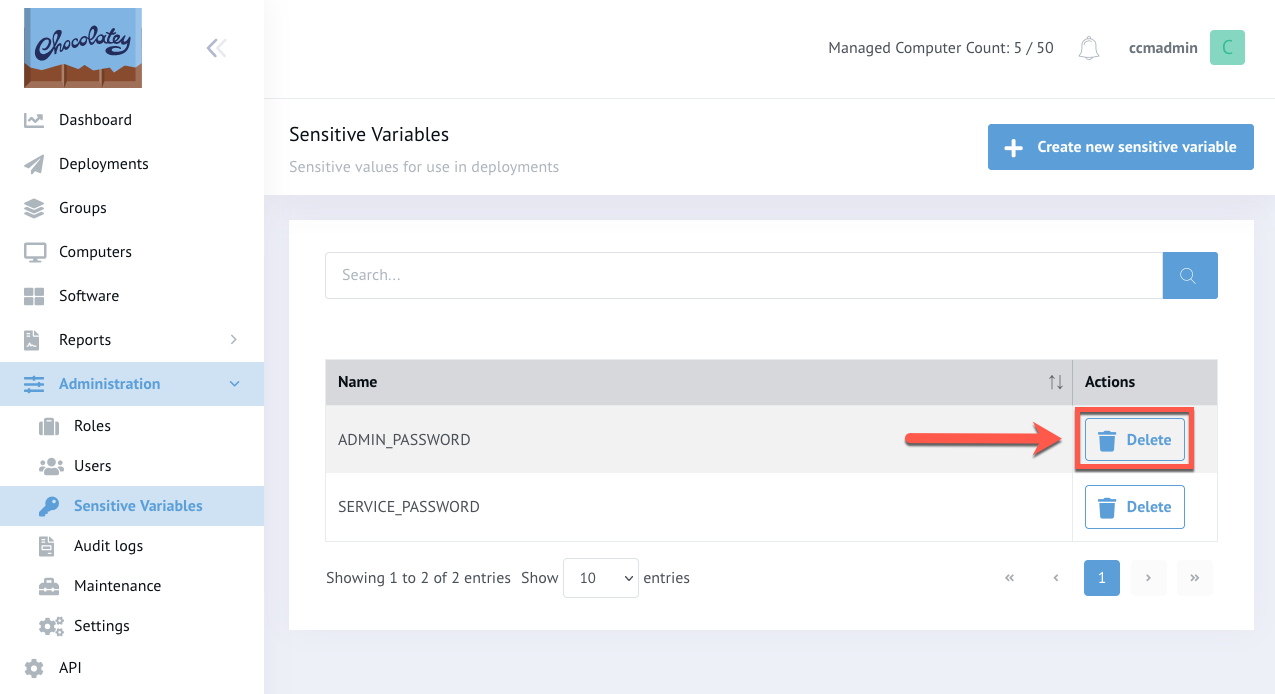 Chocolatey
Managed Computer Count: 5 / 50
ccmadmin
C
Dashboard
Deployments
Groups
Computers
Software
Reports
Administration
Roles
Users
Sensitive Variables
Audit logs
Maintenance
Settings
API
Sensitive Variables
Sensitive values for use in deployments
Create new sensitive variable
Search...
Name Actions
ADMIN_PASSWORD Delete
SERVICE_PASSWORD Delete
Showing 1 to 2 of 2 entries Show 10 entries « ‹ 1 › »